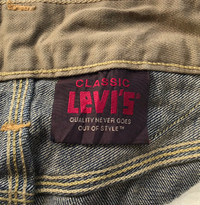 CLASSIC
LEVI'S®
QUALITY NEVER GOES
OUT OF STYLE™